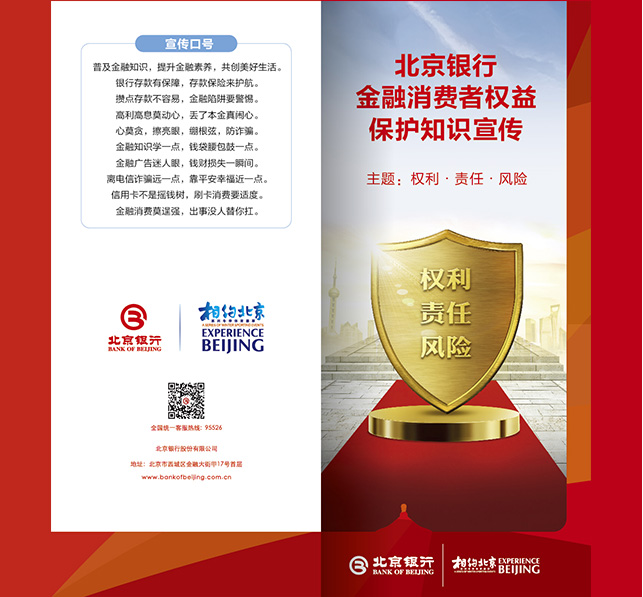 宣传口号
普及金融知识，提升金融素养，共创美好生活。
银行存款有保障，存款保险来护航。
攒点存款不容易，金融陷阱要警惕。
高利高息莫动心，丢了本金真闹心。
心莫贪，擦亮眼，绷根弦，防诈骗。
金融知识学一点，钱袋腰包鼓一点。
金融广告迷人眼，钱财损失一瞬间。
离电信诈骗远一点，靠平安幸福近一点。
信用卡不是摇钱树，刷卡消费要适度。
金融消费莫逞强，出事没人替你扛。
北京银行
BANK OF BEIJING
相约北京
A SERIES OF WINTER SPORTING EVENTS
EXPERIENCE
BEIJING
全国统一客服热线：95526
北京银行股份有限公司
地址：北京市西城区金融大街甲17号首层
www.bankofbeijing.com.cn
北京银行
金融消费者权益
保护知识宣传
主题：权利·责任·风险
权利
责任
风险
北京银行
BANK OF BEIJING
相约北京
EXPERIENCE
BEIJING